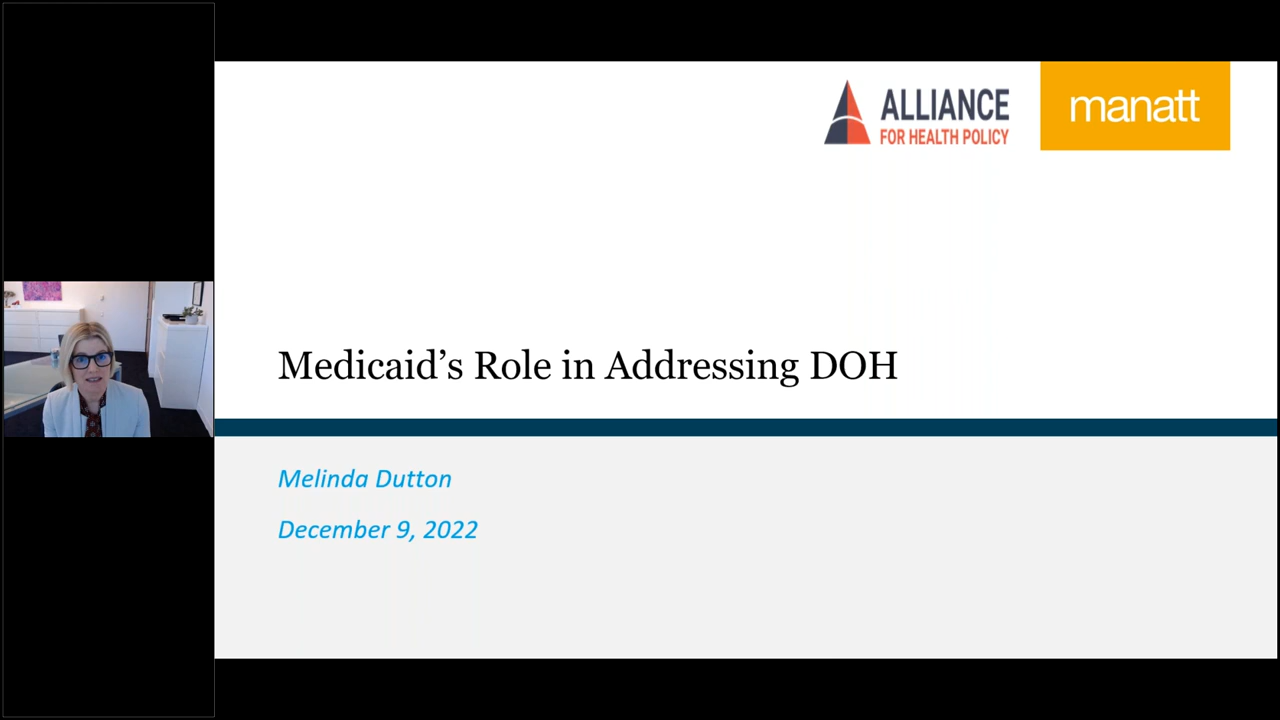 ALLIANCE
FOR HEALTH POLICY
manatt
Medicaid’s Role in Addressing DOH
Melinda Dutton
December 9, 2022